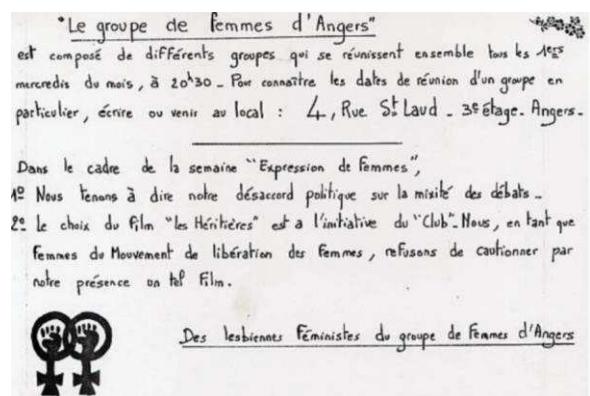 "Le groupe de femmes d'Angers"
est composé de différents groupes qui se réunissent ensemble tous les 1ers
mercredis du mois, à 20h30 _ Pour connaître les dates de réunion d'un groupe en
particulier, écrire ou venir au local : 4, Rue St Laud _ 3e étage. Angers.
Dans le cadre de la semaine "Expression de femmes",
1º Nous tenons à dire notre désaccord politique sur la mixité des débats _
2º le choix du film "les Héritières" est a l'initiative du "Club". Nous, en tant que
femmes du Mouvement de libération des femmes, refusons de cautionner par
notre présence un tel film.
Des lesbiennes féministes du groupe de femmes d'Angers